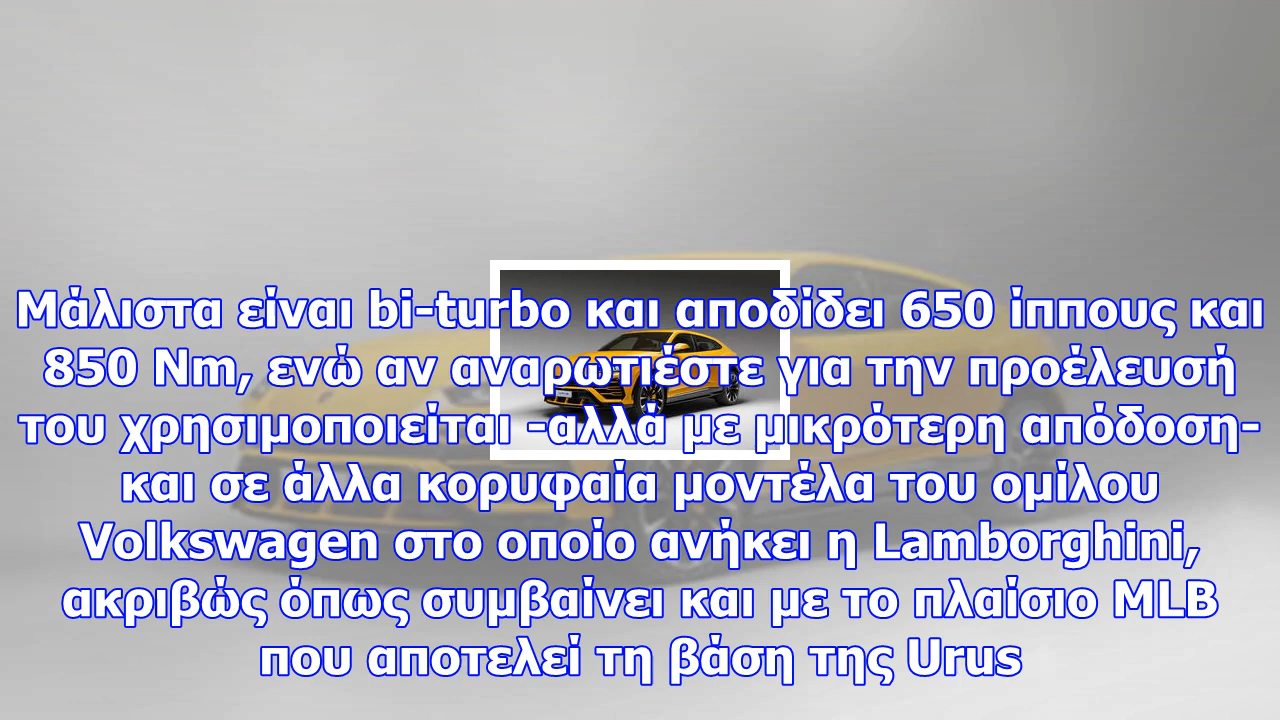 Μάλιστα είναι bi-turbo και αποδίδει 650 ίππους και
850 Nm, ενώ αν αναρωτιέστε για την προέλευσή
του χρησιμοποιείται -αλλά με μικρότερη απόδοση-
και σε άλλα κορυφαία μοντέλα του ομίλου
Volkswagen στο οποίο ανήκει η Lamborghini,
ακριβώς όπως συμβαίνει και με το πλαίσιο MLB
που αποτελεί τη βάση της Urus